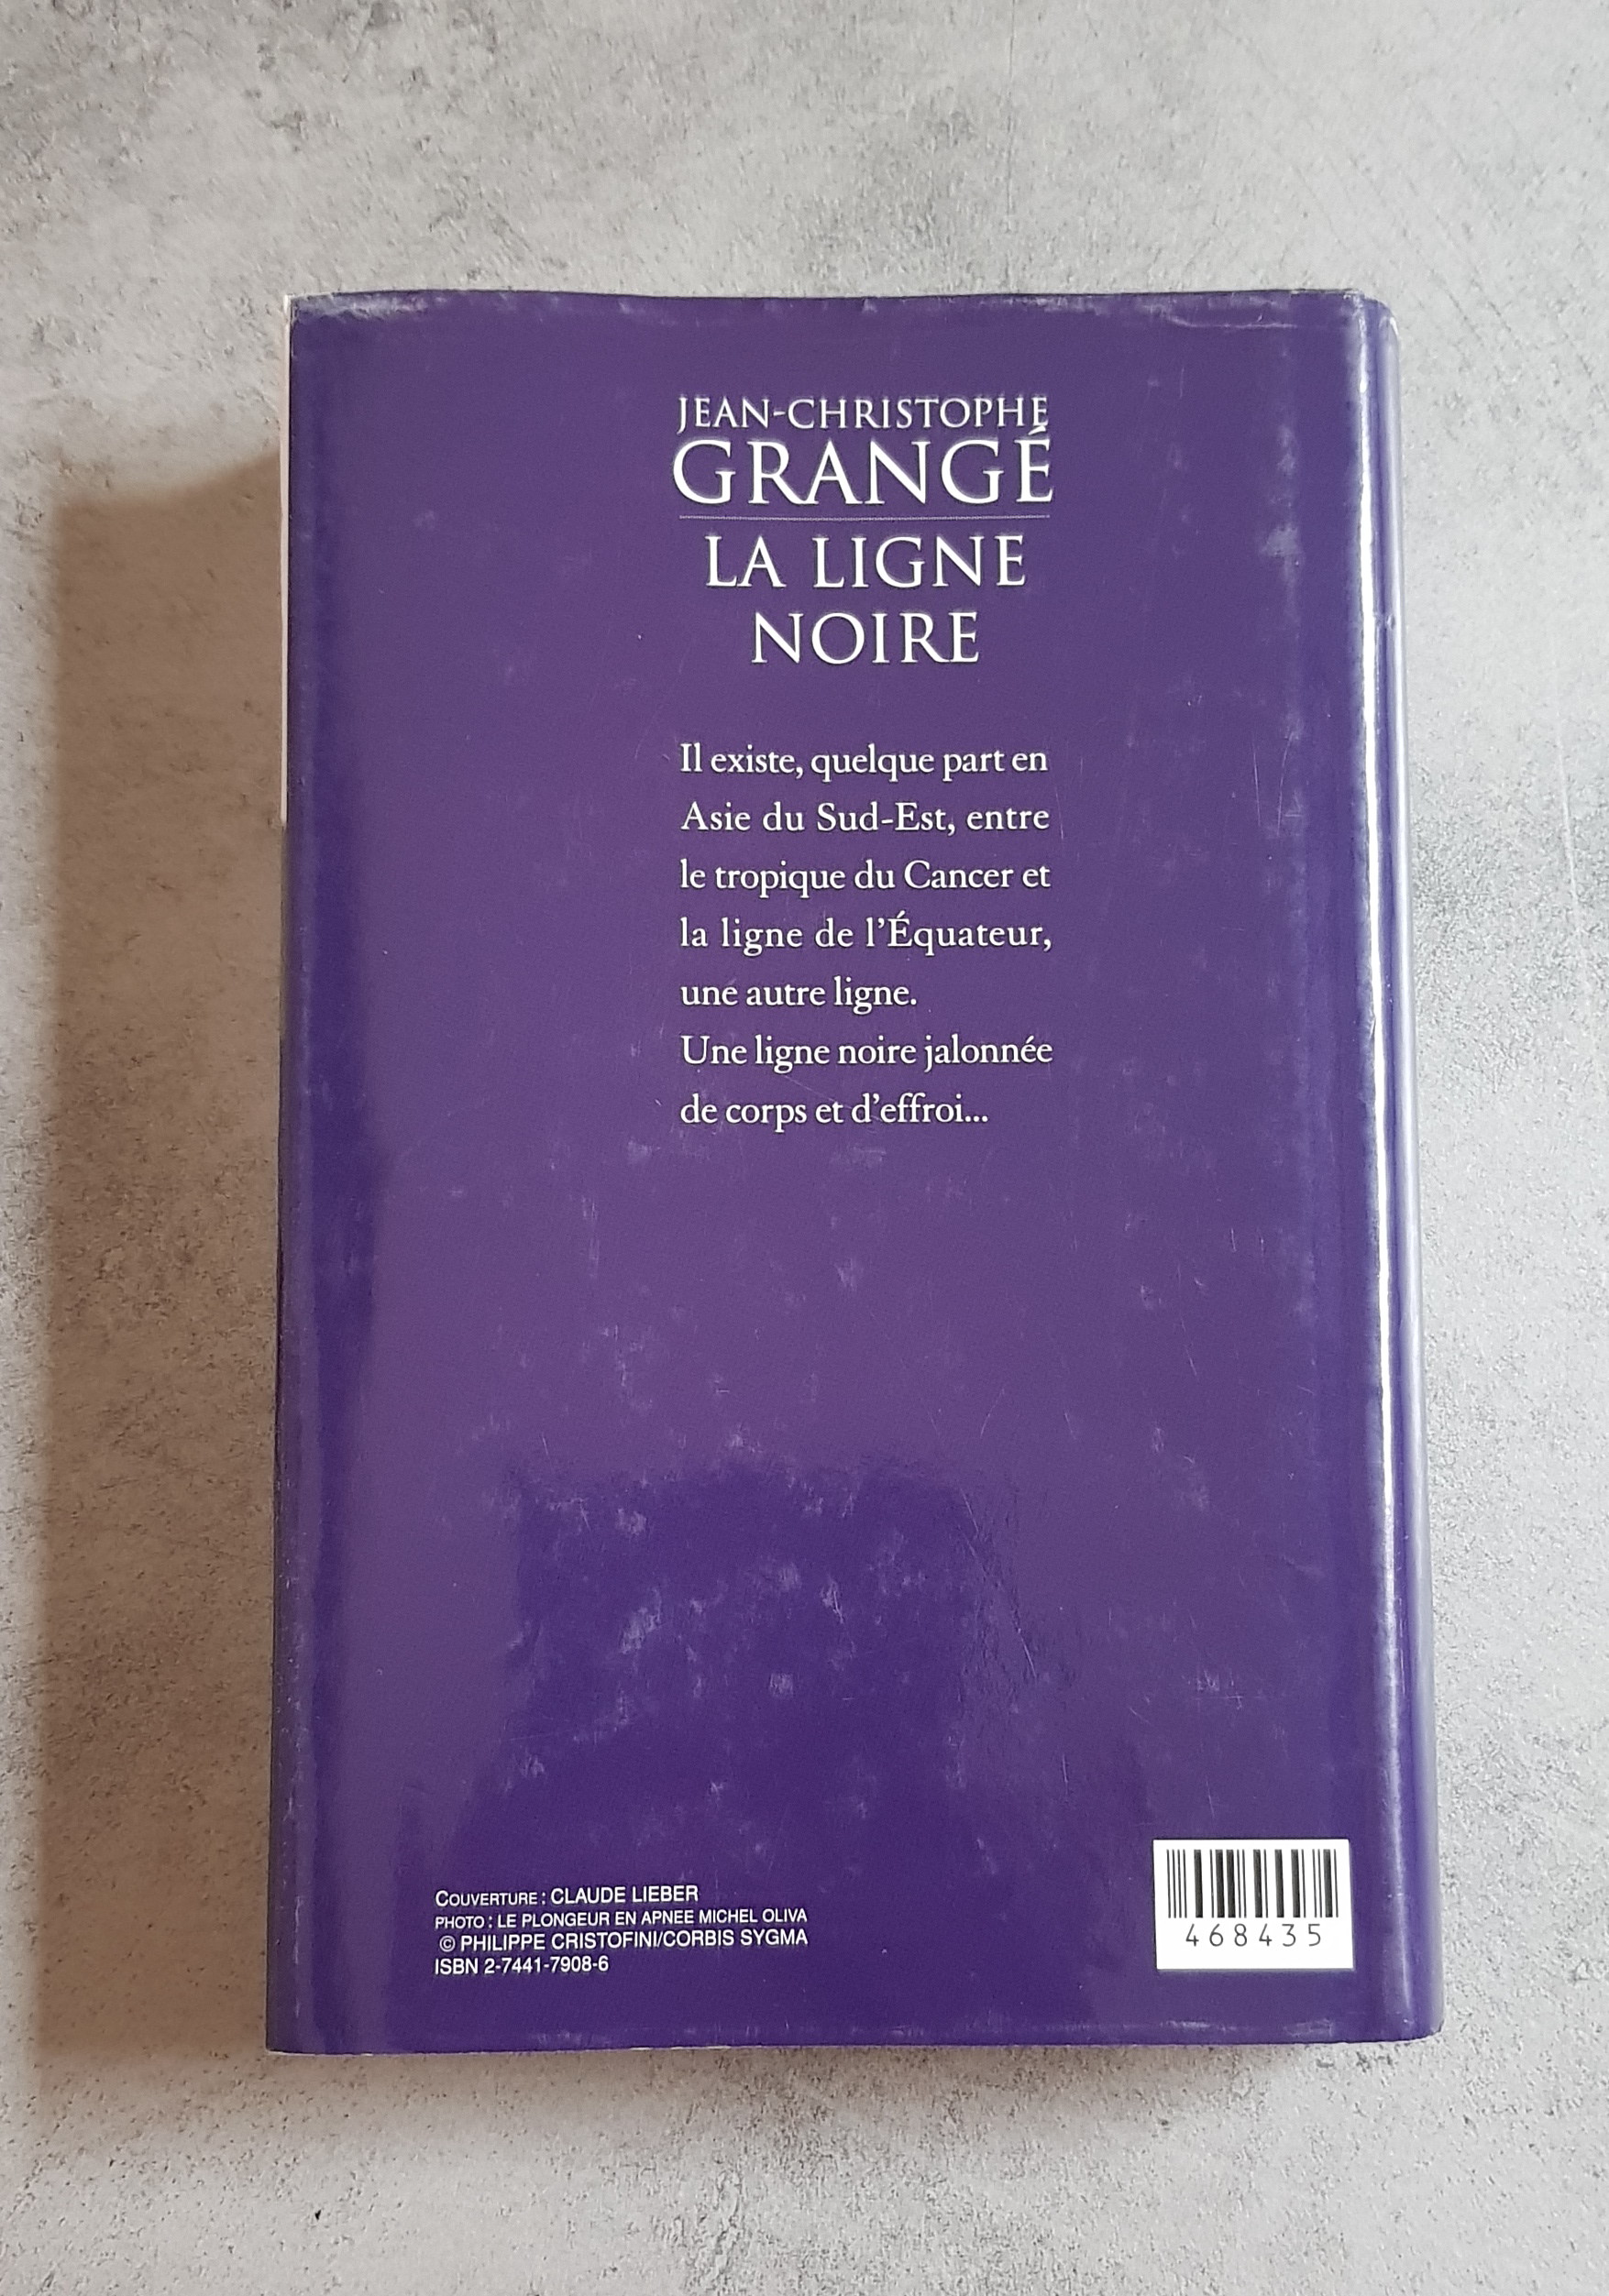 JEAN-CHRISTOPHE
GRANGÉ
LA LIGNE
NOIRE
Il existe, quelque part en
Asie du Sud-Est, entre
le tropique du Cancer et
la ligne de l'Équateur,
une autre ligne.
Une ligne noire jalonnée
de corps et d'effroi...
COUVERTURE : CLAUDE LIEBER
PHOTO : LE PLONGEUR EN APNEE MICHEL OLIVA
© PHILIPPE CRISTOFINI/CORBIS SYGMA
ISBN 2-7441-7908-6
468435